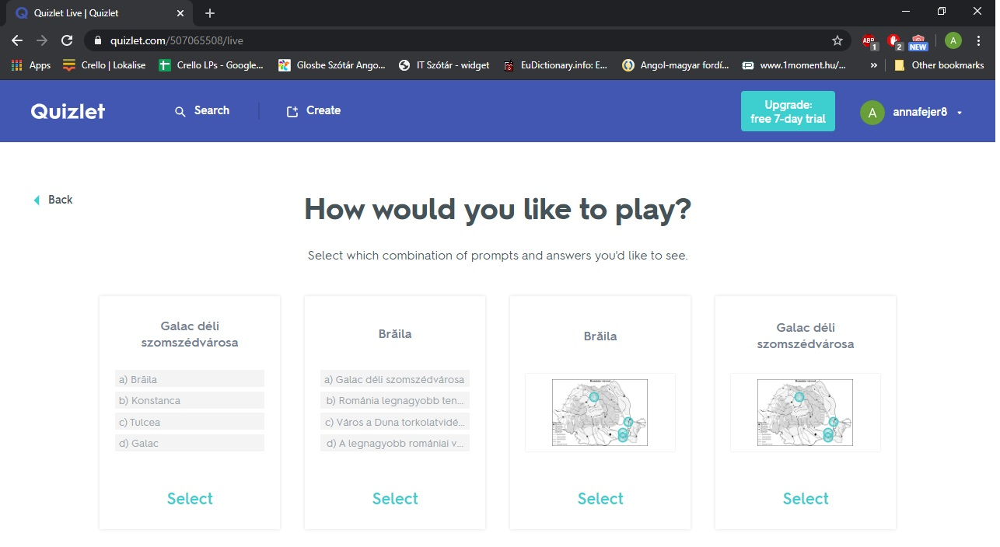 Quizlet Live | Quizlet
quizlet.com/507065508/live
ABP 1 2 NEW A
Apps Crello | Lokalise Crello LPs - Google... Glosbe Szótár Ango... IT Szótár - widget EuDictionary.info: E... Angol-magyar fordí... www.1moment.hu/... » Other bookmarks
Quizlet Search Create
Upgrade:
free 7-day trial
A annafejer8
Back
How would you like to play?
Select which combination of prompts and answers you'd like to see.
Galac déli
szomszédvárosa
a) Brăila
b) Konstanca
c) Tulcea
d) Galac
Select
Brăila
a) Galac déli szomszédvárosa
b) Románia legnagyobb ten...
c) Város a Duna torkolatvidé...
d) A legnagyobb romániai v...
Select
Brăila
Select
Galac déli
szomszédvárosa
Select